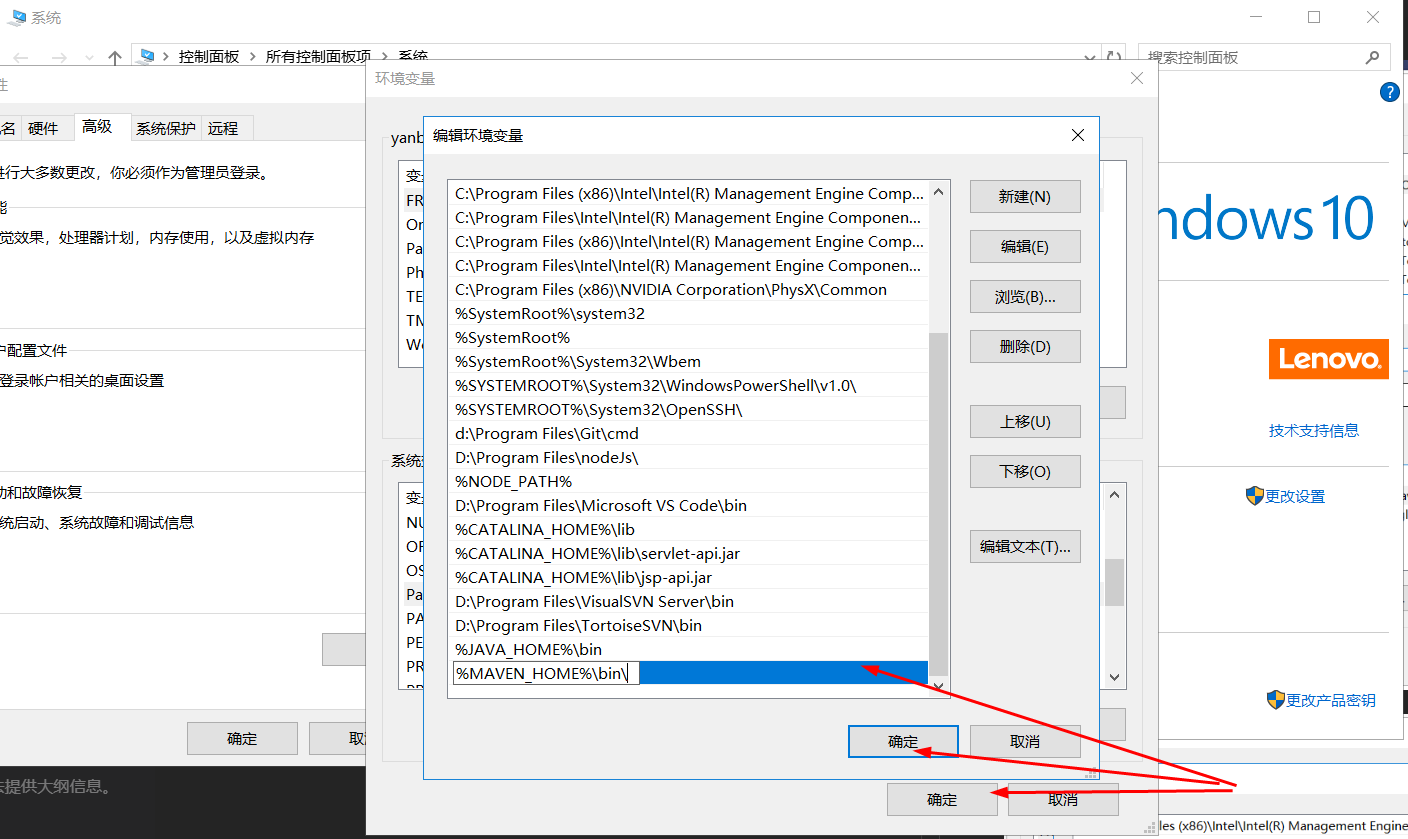 系统
控制面板 所有控制面板项 系统
搜索控制面板
环境变量
性
名 硬件 高级 系统保护 远程
编辑环境变量
进行大多数更改，你必须作为管理员登录。
能
觉效果，处理器计划，内存使用，以及虚拟内存
户配置文件
登录帐户相关的桌面设置
动和故障恢复
统启动、系统故障和调试信息
确定
取
去提供大纲信息。
yanb
变
FR
On
Pa
Ph
TE
TM
We
系统变
变
NU
OP
OS
Pa
PA
PE
PR
C:\Program Files (x86)\Intel\Intel(R) Management Engine Comp...
C:\Program Files\Intel\Intel(R) Management Engine Componen...
C:\Program Files (x86)\Intel\Intel(R) Management Engine Comp...
C:\Program Files\Intel\Intel(R) Management Engine Componen...
C:\Program Files (x86)\NVIDIA Corporation\PhysX\Common
%SystemRoot%\system32
%SystemRoot%
%SystemRoot%\System32\Wbem
%SYSTEMROOT%\System32\WindowsPowerShell\v1.0\
%SYSTEMROOT%\System32\OpenSSH\
d:\Program Files\Git\cmd
D:\Program Files\nodeJs\
%NODE_PATH%
D:\Program Files\Microsoft VS Code\bin
%CATALINA_HOME%\lib
%CATALINA_HOME%\lib\servlet-api.jar
%CATALINA_HOME%\lib\jsp-api.jar
D:\Program Files\VisualSVN Server\bin
D:\Program Files\TortoiseSVN\bin
%JAVA_HOME%\bin
%MAVEN_HOME%\bin\
新建(N)
编辑(E)
浏览(B)...
删除(D)
上移(U)
下移(O)
编辑文本(T)...
确定 取消
确定 取消
?
ndows 10
Lenovo
技术支持信息
更改设置
更改产品密钥
les (x86)\Intel\Intel(R) Management Engine